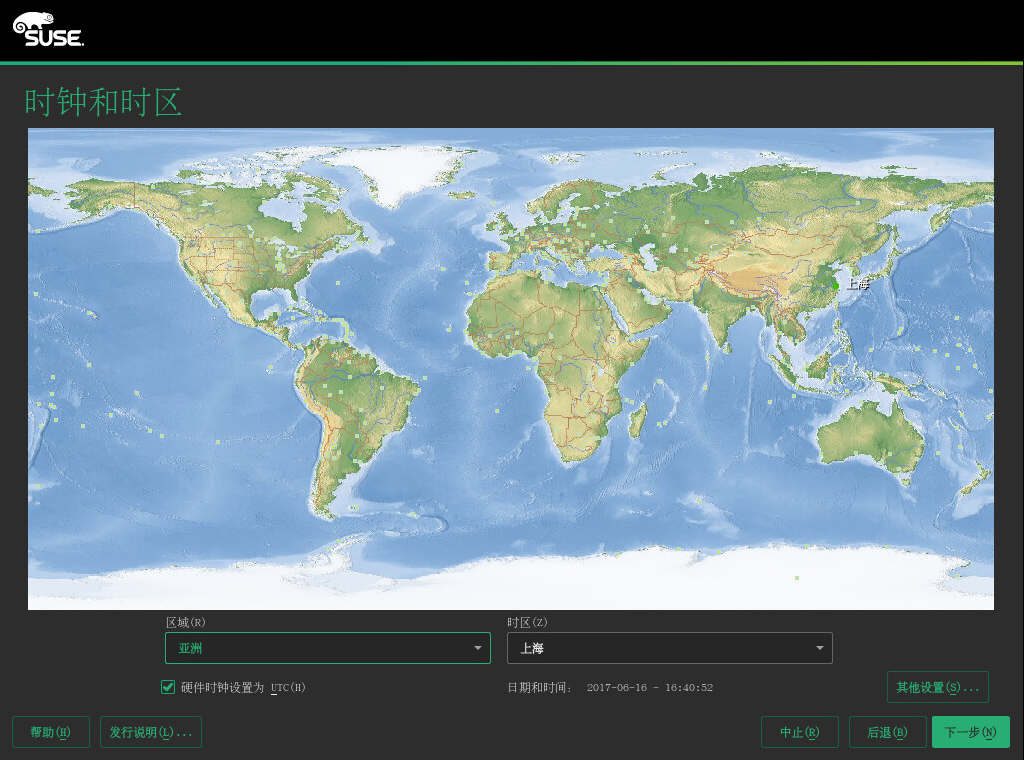 SUSE
时钟和时区
上海
区域(R)
时区(Z)
亚洲
上海
硬件时钟设置为 UTC(H)
日期和时间: 2017-06-16 - 16:40:52
其他设置(S)...
帮助(H)
发行说明(L)...
中止(R)
后退(B)
下一步(N)